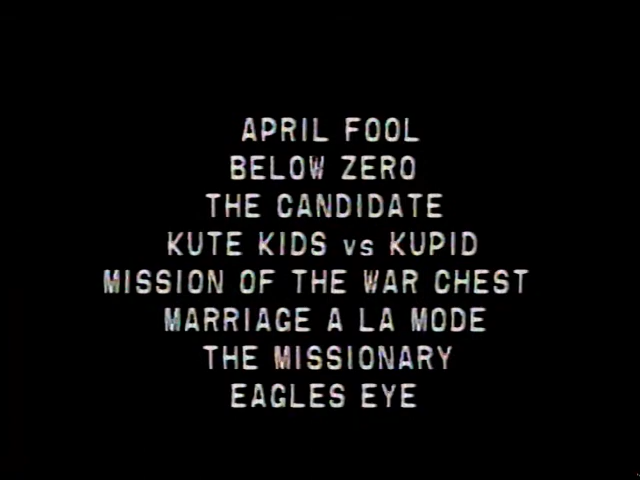 APRIL FOOL
BELOW ZERO
THE CANDIDATE
KUTE KIDS vs KUPID
MISSION OF THE WAR CHEST
MARRIAGE A LA MODE
THE MISSIONARY
EAGLES EYE